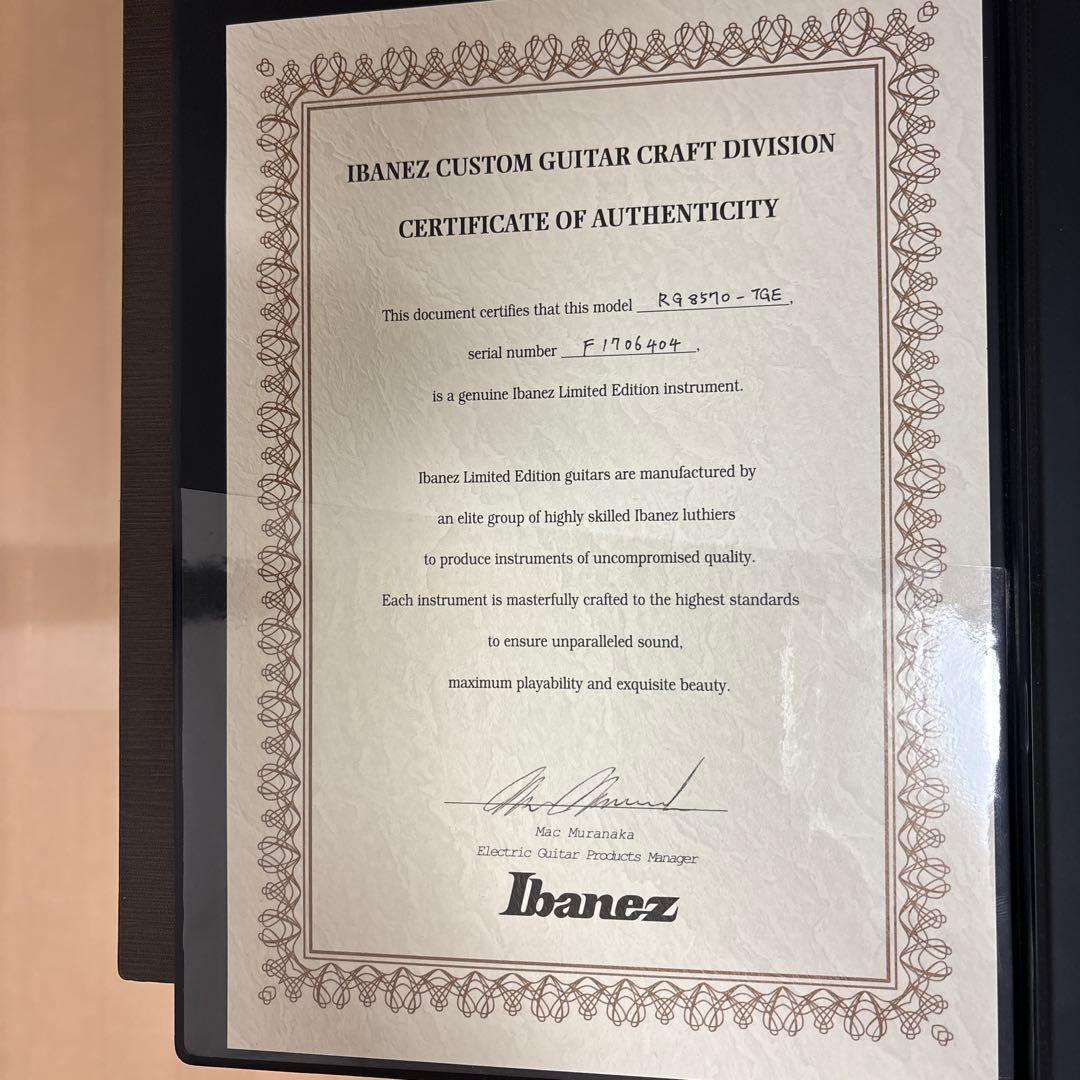 IBANEZ CUSTOM GUITAR CRAFT DIVISION
CERTIFICATE OF AUTHENTICITY
This document certifies that this model RG8570-TGE,
serial number F1706404,
is a genuine Ibanez Limited Edition instrument.
Ibanez Limited Edition guitars are manufactured by
an elite group of highly skilled Ibanez luthiers
to produce instruments of uncompromised quality.
Each instrument is masterfully crafted to the highest standards
to ensure unparalleled sound,
maximum playability and exquisite beauty.
Mac Muranaka
Electric Guitar Products Manager
Ibanez